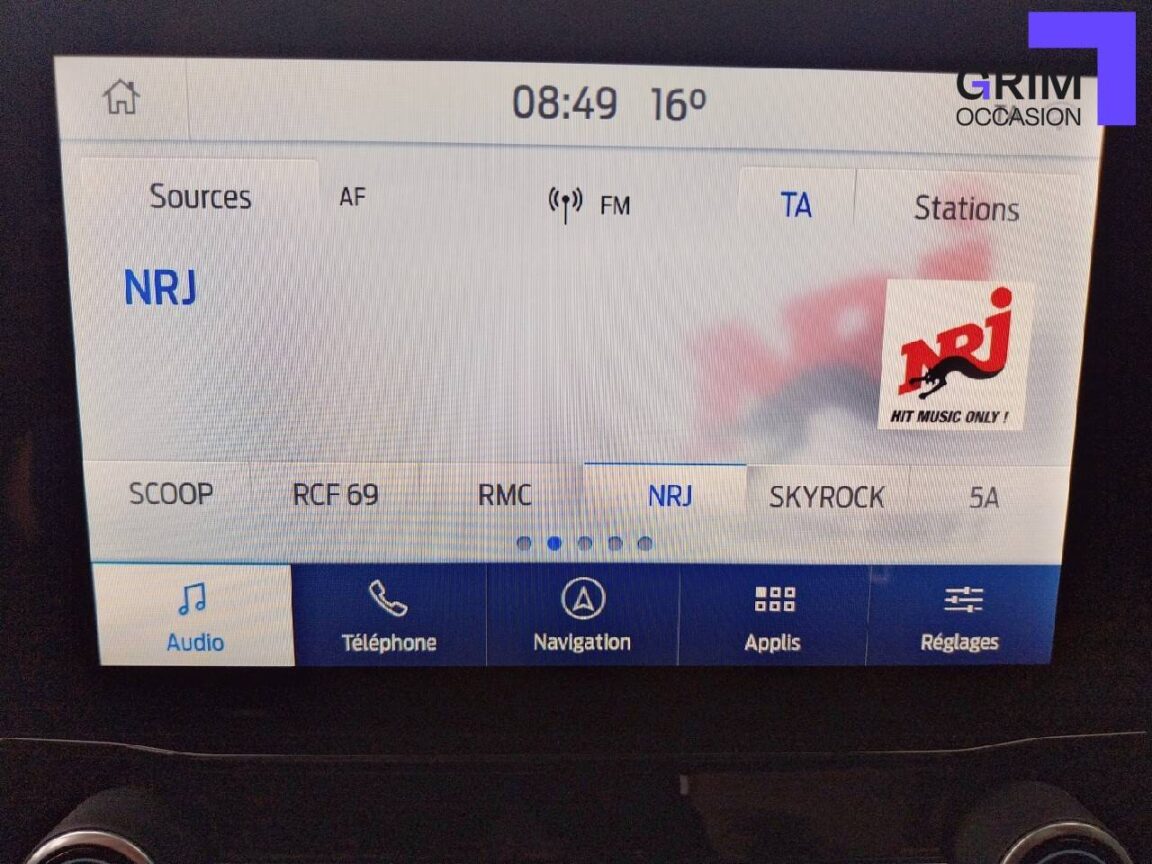 GRIM
OCCASION
08:49 16º
Sources AF FM TA Stations
NRJ
NRJ
HIT MUSIC ONLY !
SCOOP RCF 69 RMC NRJ SKYROCK 5A
Audio Téléphone Navigation Applis Réglages